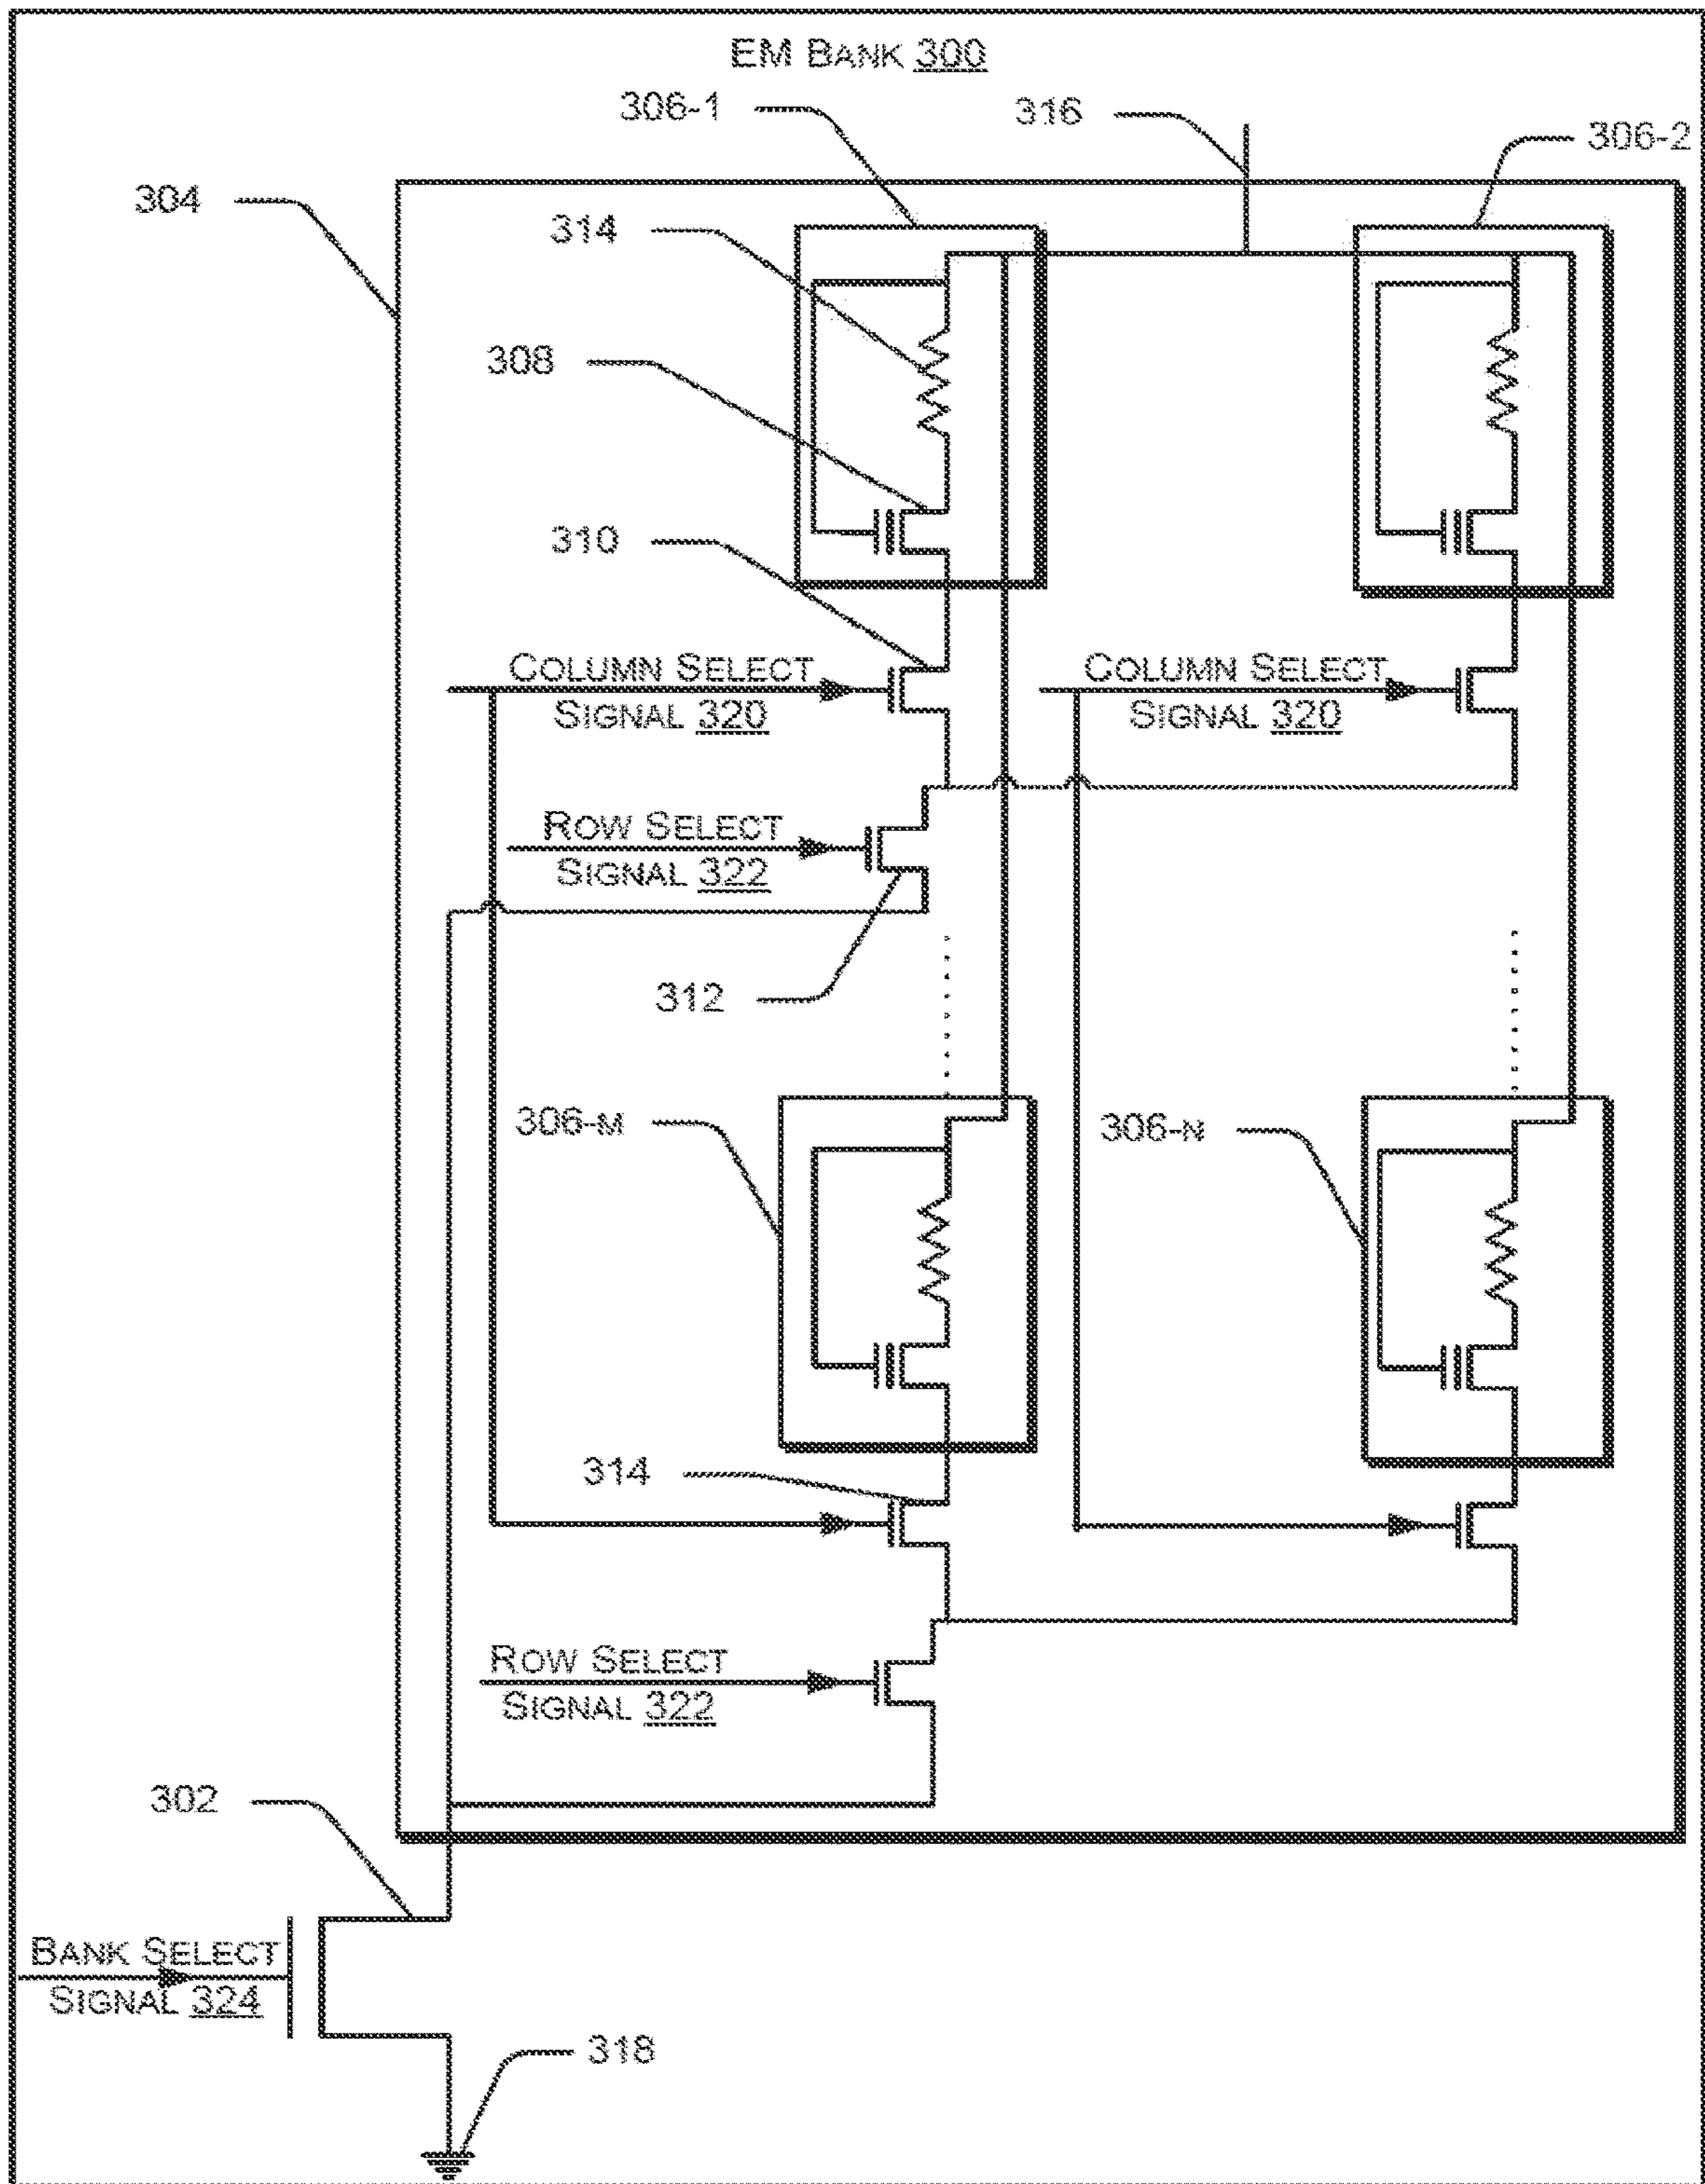 EM BANK 300
306-1
316
306-2
304
314
308
310
COLUMN SELECT
SIGNAL 320
COLUMN SELECT
SIGNAL 320
ROW SELECT
SIGNAL 322
312
306-M
306-N
314
ROW SELECT
SIGNAL 322
302
BANK SELECT
SIGNAL 324
318